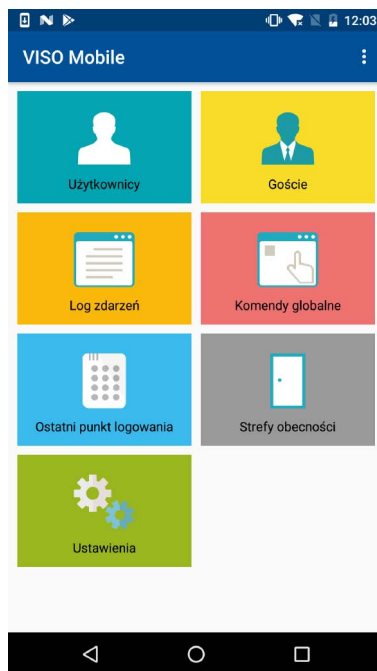 12:03
VISO Mobile
Użytkownicy
Goście
Log zdarzeń
Komendy globalne
Ostatni punkt logowania
Strefy obecności
Ustawienia